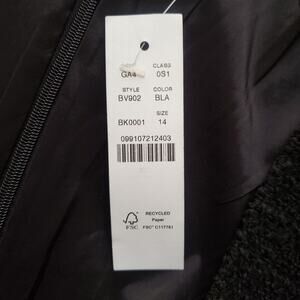 CLASS
GA4 0S1
STYLE COLOR
BV902 BLA
SIZE
BK0001 14
099107212403
RECYCLED
Paper
FSC
FSC® C117761